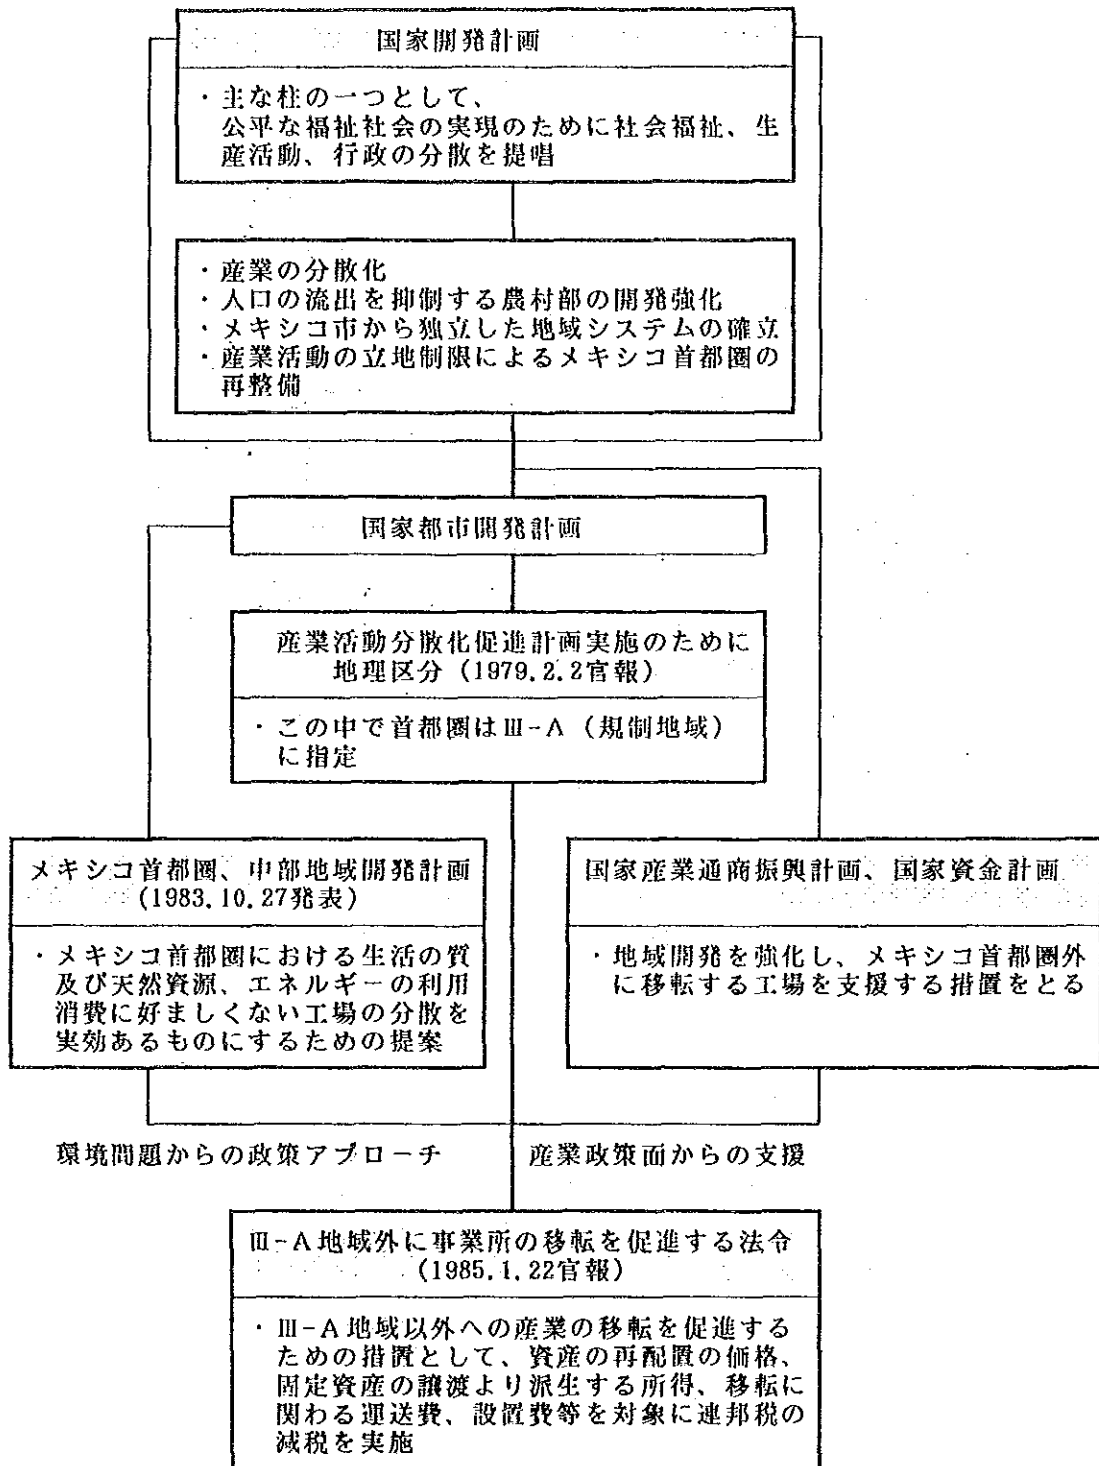 国家開発計画
・主な柱の一つとして、
公平な福祉社会の実現のために社会福祉、生
産活動、行政の分散を提唱
・産業の分散化
・人口の流出を抑制する農村部の開発強化
・メキシコ市から独立した地域システムの確立
・産業活動の立地制限によるメキシコ首都圏の
再整備
国家都市開発計画
産業活動分散化促進計画実施のために
地理区分（1979.2.2官報）
・この中で首都圏はⅢ-A（規制地域）
に指定
メキシコ首都圏、中部地域開発計画
(1983.10.27発表)
・メキシコ首都圏における生活の質
及び天然資源、エネルギーの利用
消費に好ましくない工場の分散を
実効あるものにするための提案
国家産業通商振興計画、国家資金計画
・地域開発を強化し、メキシコ首都圏外
に移転する工場を支援する措置をとる
環境問題からの政策アプローチ
産業政策面からの支援
Ⅲ-A地域外に事業所の移転を促進する法令
(1985.1.22官報)
・Ⅲ-A地域以外への産業の移転を促進する
ための措置として、資産の再配置の価格、
固定資産の譲渡より派生する所得、移転に
関わる運送費、設置費等を対象に連邦税の
減税を実施